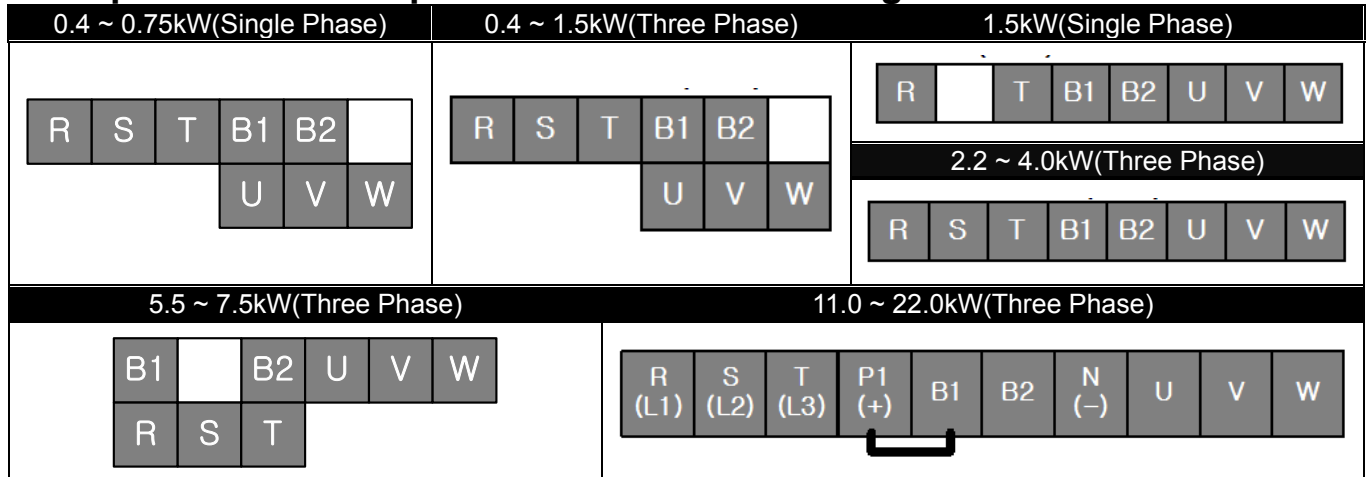 0.4 ~ 0.75kW(Single Phase)
R S T B1 B2
U V W
0.4 ~ 1.5kW(Three Phase)
R S T B1 B2
U V W
1.5kW(Single Phase)
R T B1 B2 U V W
2.2 ~ 4.0kW(Three Phase)
R S T B1 B2 U V W
5.5 ~ 7.5kW(Three Phase)
B1 B2 U V W
R S T
11.0 ~ 22.0kW(Three Phase)
R S T P1 B1 B2 N U V W
(L1) (L2) (L3) (+) (−)